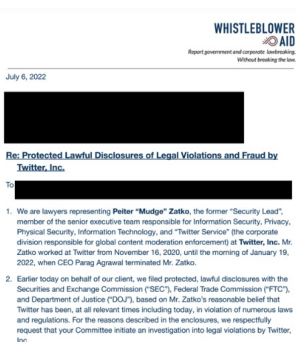 WHISTLEBLOWER
AID
Report government and corporate lawbreaking.
Without breaking the law.
July 6, 2022
Re: Protected Lawful Disclosures of Legal Violations and Fraud by
Twitter, Inc.
To
1. We are lawyers representing Peiter "Mudge" Zatko, the former "Security Lead",
member of the senior executive team responsible for Information Security, Privacy,
Physical Security, Information Technology, and "Twitter Service" (the corporate
division responsible for global content moderation enforcement) at Twitter, Inc. Mr.
Zatko worked at Twitter from November 16, 2020, until the morning of January 19,
2022, when CEO Parag Agrawal terminated Mr. Zatko.
2. Earlier today on behalf of our client, we filed protected, lawful disclosures with the
Securities and Exchange Commission ("SEC"), Federal Trade Commission ("FTC"),
and Department of Justice ("DOJ"), based on Mr. Zatko's reasonable belief that
Twitter has been, at all relevant times including today, in violation of numerous laws
and regulations. For the reasons described in the enclosures, we respectfully
request that your Committee initiate an investigation into legal violations by Twitter,
Inc.